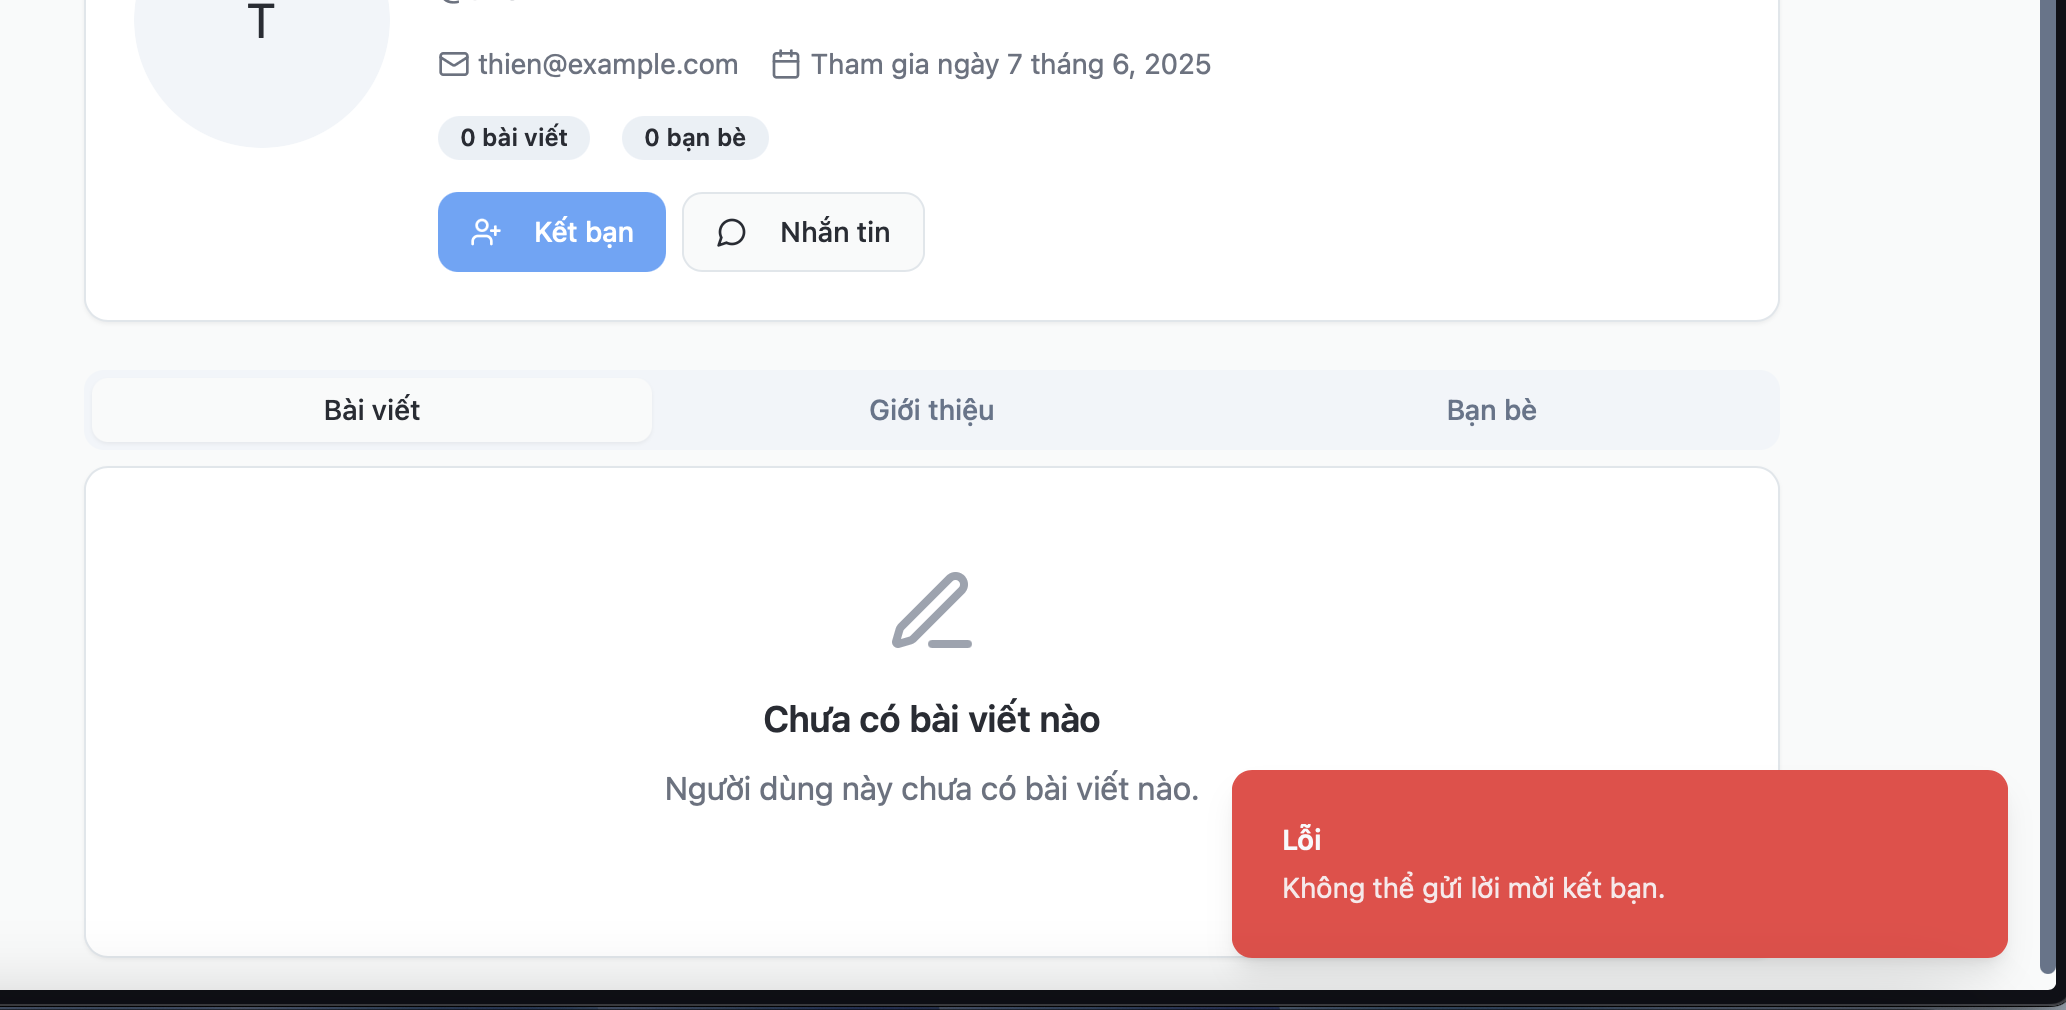 T
thien@example.com
Tham gia ngày 7 tháng 6, 2025
0 bài viết
0 bạn bè
Kết bạn
Nhắn tin
Bài viết
Giới thiệu
Bạn bè
Chưa có bài viết nào
Người dùng này chưa có bài viết nào.
Lỗi
Không thể gửi lời mời kết bạn.